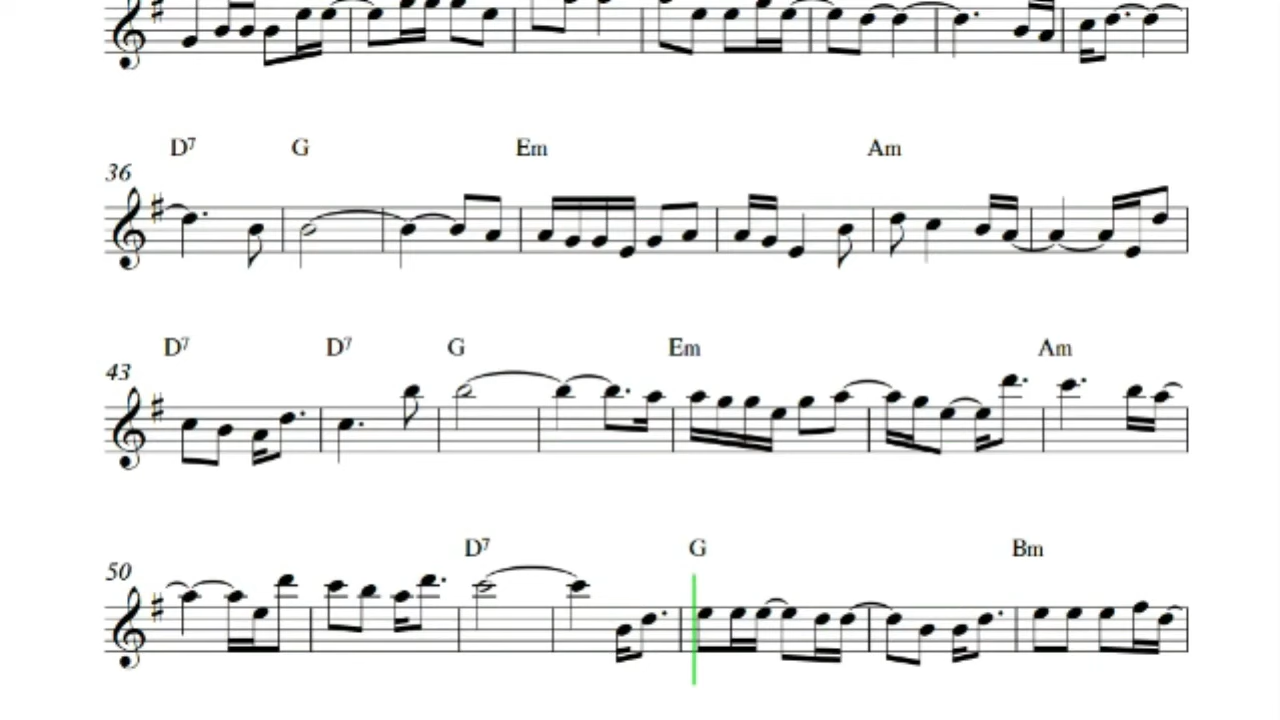 D7 G Em Am
36
D7 D7 G Em Am
43
D7 G Bm
50